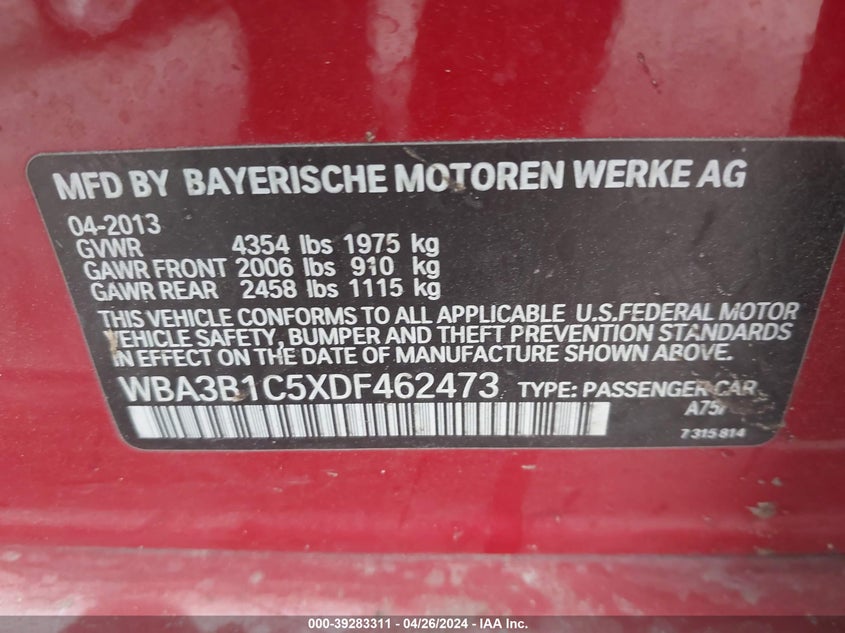 MFD BY BAYERISCHE MOTOREN WERKE AG
04-2013
GVWR 4354 lbs 1975 kg
GAWR FRONT 2006 lbs 910 kg
GAWR REAR 2458 lbs 1115 kg
THIS VEHICLE CONFORMS TO ALL APPLICABLE U.S.FEDERAL MOTOR
VEHICLE SAFETY, BUMPER AND THEFT PREVENTION STANDARDS
IN EFFECT ON THE DATE OF MANUFACTURE SHOWN ABOVE.
WBA3B1C5XDF462473 TYPE: PASSENGER CAR
7 315 814
000-39283311 - 04/26/2024 - IAA Inc.